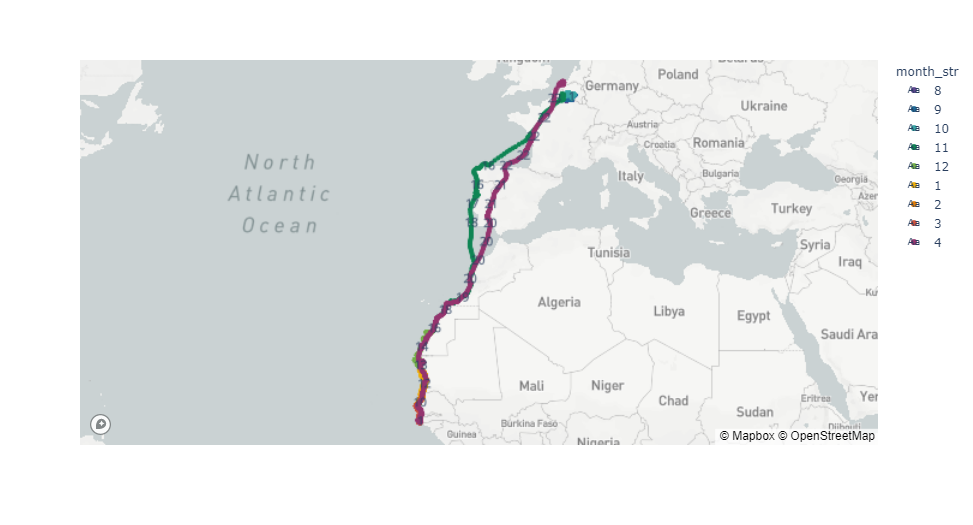 month_str
8
9
10
11
12
1
2
3
4
Poland
Germany
Ukraine
Austria
Romania
Croatia
North
Atlantic
Ocean
Italy
Bulgaria
Georgia
Greece
Turkey
Tunisia
Syria
Iraq
Algeria
Libya
Egypt
Saudi Ara
Mali
Niger
Chad
Sudan
Eritrea
Guinea
Burkina Faso
Nigeria
© Mapbox © OpenStreetMap